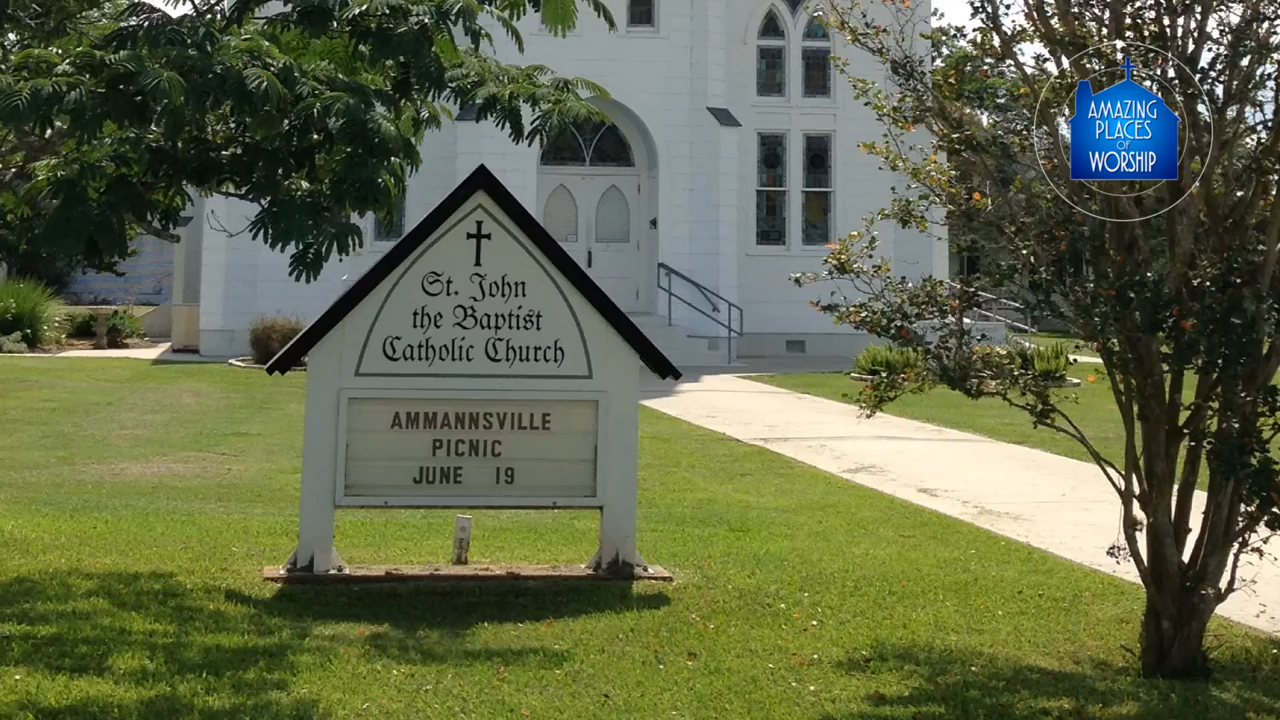 St. John
the Baptist
Catholic Church
AMMANNSVILLE
PICNIC
JUNE 19
AMAZING
PLACES
OF
WORSHIP